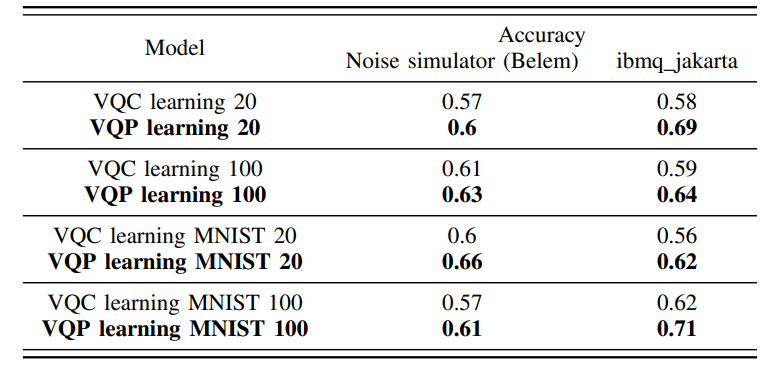 Model Accuracy
Noise simulator (Belem) ibmq_jakarta
VQC learning 20 0.57 0.58
VQP learning 20 0.6 0.69
VQC learning 100 0.61 0.59
VQP learning 100 0.63 0.64
VQC learning MNIST 20 0.6 0.56
VQP learning MNIST 20 0.66 0.62
VQC learning MNIST 100 0.57 0.62
VQP learning MNIST 100 0.61 0.71